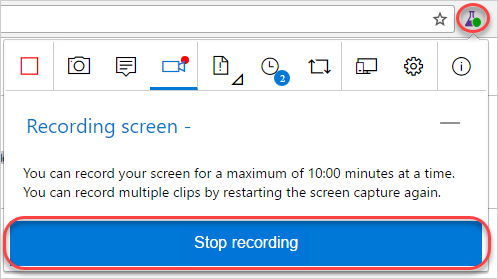 2
Recording screen -
You can record your screen for a maximum of 10:00 minutes at a time.
You can record multiple clips by restarting the screen capture again.
Stop recording